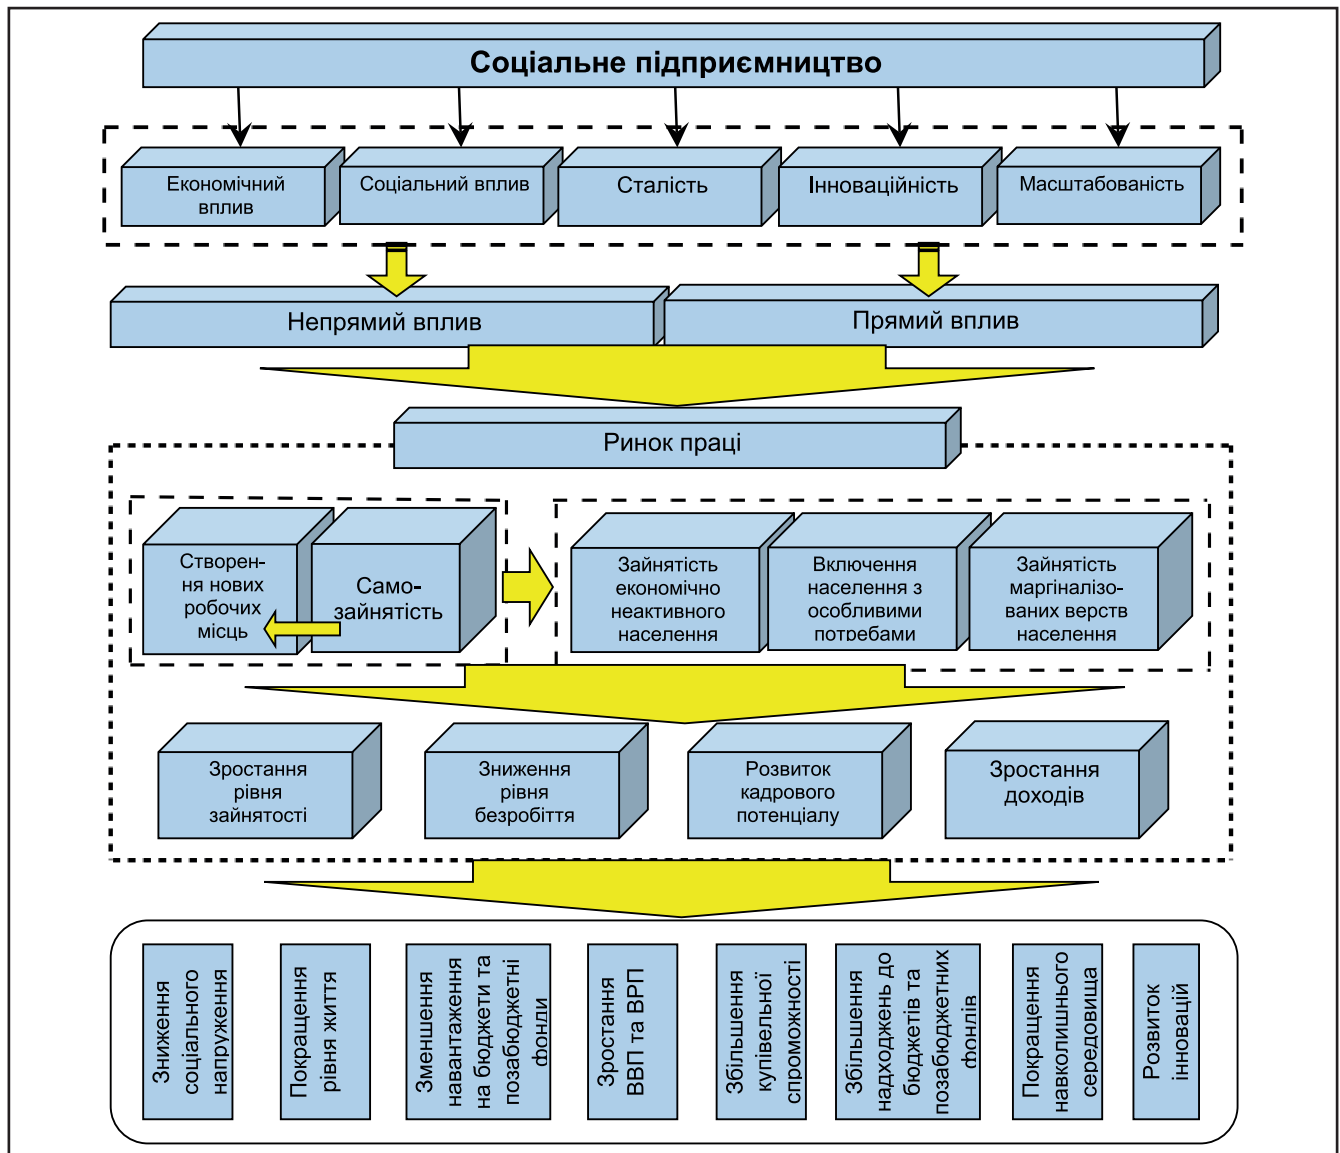 Соціальне підприємництво
Економічний
вплив
Соціальний вплив
Сталість
Інноваційність
Масштабованість
Непрямий вплив
Прямий вплив
Ринок праці
Створен-
ня нових
робочих
місць
Само-
зайнятість
Зайнятість
економічно
неактивного
населення
Включення
населення з
особливими
потребами
Зайнятість
маргіналізо-
ваних верств
населення
Зростання
рівня
зайнятості
Зниження
рівня
безробіття
Розвиток
кадрового
потенціалу
Зростання
доходів
Зниження
соціального
напруження
Покращення
рівня життя
Зменшення
навантаження
на бюджети та
позабюджетні
фонди
Зростання
ВВП та ВРП
Збільшення
купівельної
спроможності
Збільшення
надходжень до
бюджетів та
позабюджетних
фондів
Покращення
навколишнього
середовища
Розвиток
інновацій